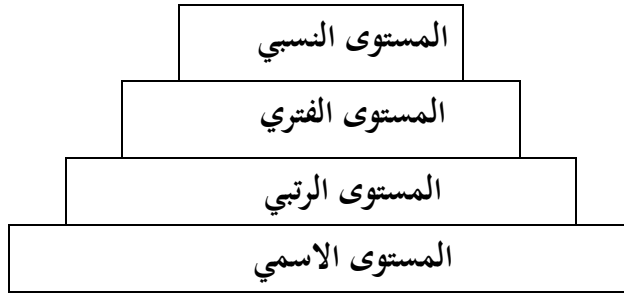 المستوى النسبي
المستوى الفتري
المستوى الرتبي
المستوى الاسمي